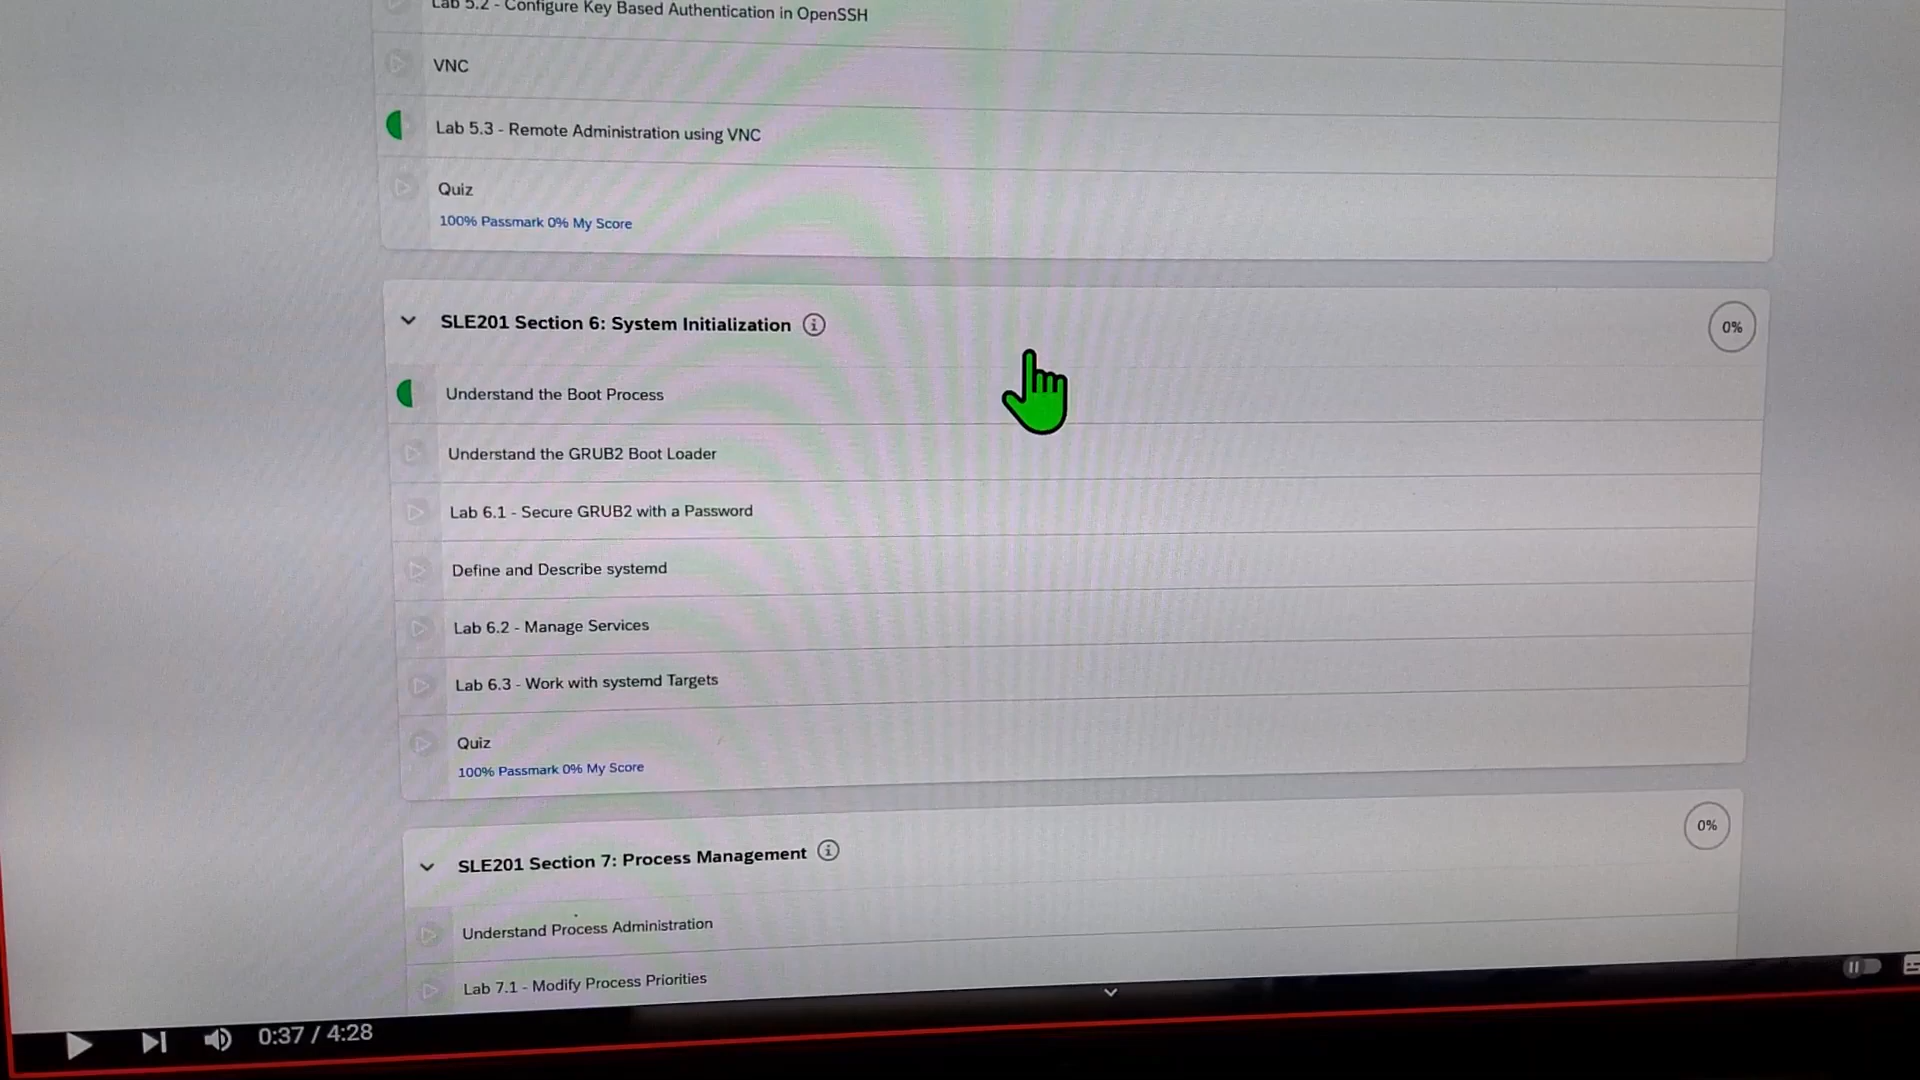 Lab 5.2 - Configure Key Based Authentication in OpenSSH
VNC
Lab 5.3 - Remote Administration using VNC
Quiz
100% Passmark 0% My Score
SLE201 Section 6: System Initialization
0%
Understand the Boot Process
Understand the GRUB2 Boot Loader
Lab 6.1 - Secure GRUB2 with a Password
Define and Describe systemd
Lab 6.2 - Manage Services
Lab 6.3 - Work with systemd Targets
Quiz
100% Passmark 0% My Score
SLE201 Section 7: Process Management
0%
Understand Process Administration
Lab 7.1 - Modify Process Priorities
0:37 / 4:28